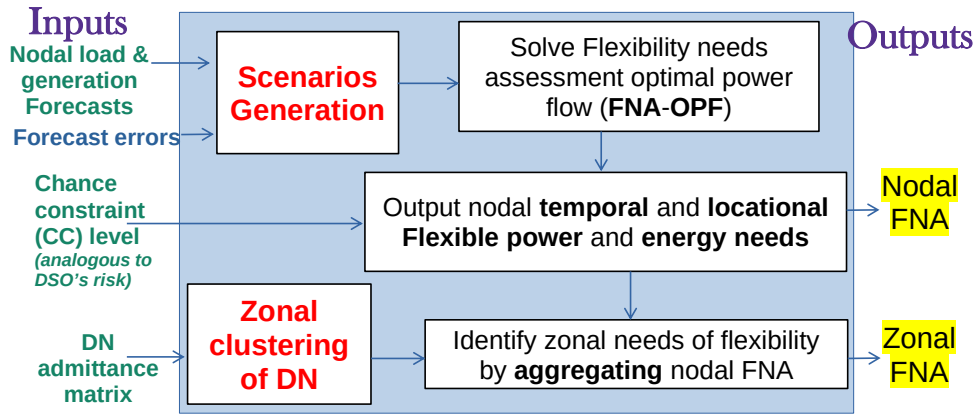 Inputs
Nodal load &
generation
Forecasts
Forecast errors
Chance
constraint
(CC) level
(analogous to
DSO's risk)
DN
admittance
matrix
Scenarios
Generation
Solve Flexibility needs
assessment optimal power
flow (FNA-OPF)
Output nodal temporal and locational
Flexible power and energy needs
Zonal
clustering
of DN
Identify zonal needs of flexibility
by aggregating nodal FNA
Outputs
Nodal
FNA
Zonal
FNA